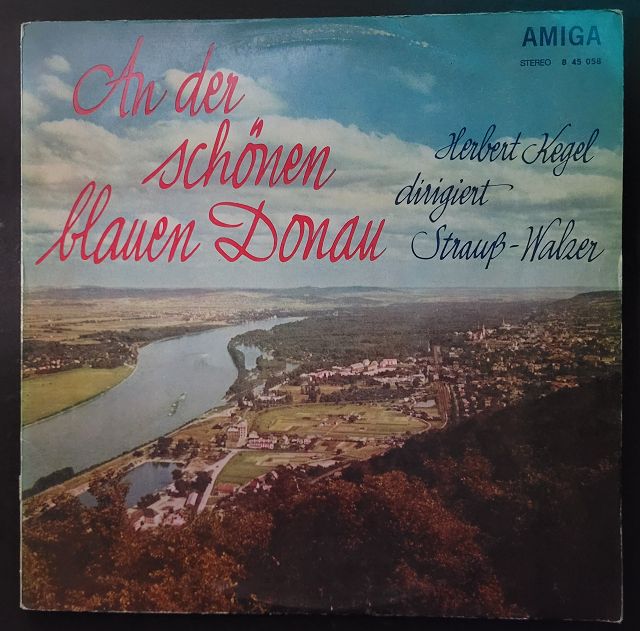 AMIGA
STEREO 8 45 058
An der
schönen
blauen Donau
Herbert Kegel
dirigiert
Strauß-Walzer